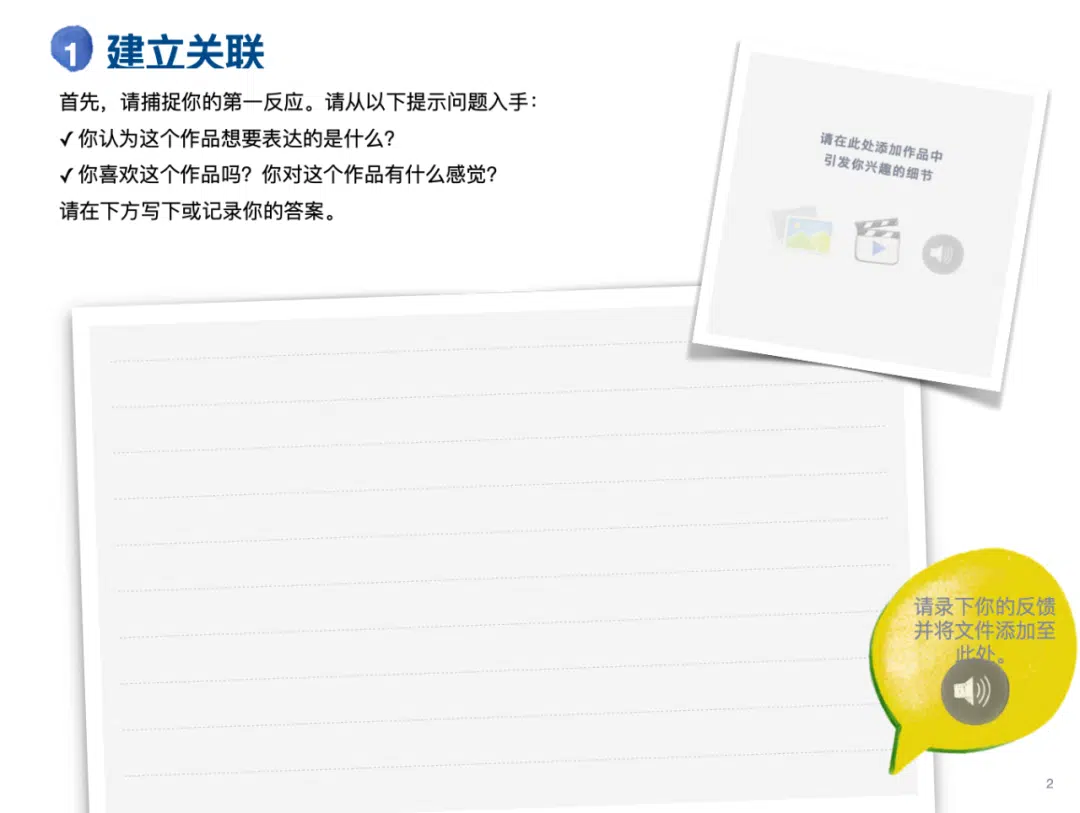 1 建立关联
首先，请捕捉你的第一反应。请从以下提示问题入手：
✓ 你认为这个作品想要表达的是什么？
✓ 你喜欢这个作品吗？你对这个作品有什么感觉？
请在下方写下或记录你的答案。
请在此处添加作品中
引发你兴趣的细节
请录下你的反馈
并将文件添加至
此处。
2